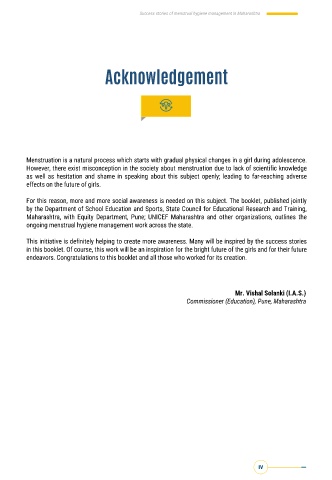 Success stories of menstrual hygiene management in Maharashtra
Acknowledgement
Menstruation is a natural process which starts with gradual physical changes in a girl during adolescence.
However, there exist misconception in the society about menstruation due to lack of scientific knowledge
as well as hesitation and shame in speaking about this subject openly; leading to far-reaching adverse
effects on the future of girls.
For this reason, more and more social awareness is needed on this subject. The booklet, published jointly
by the Department of School Education and Sports, State Council for Educational Research and Training,
Maharashtra, with Equity Department, Pune; UNICEF Maharashtra and other organizations, outlines the
ongoing menstrual hygiene management work across the state.
This initiative is definitely helping to create more awareness. Many will be inspired by the success stories
in this booklet. Of course, this work will be an inspiration for the bright future of the girls and for their future
endeavors. Congratulations to this booklet and all those who worked for its creation.
Mr. Vishal Solanki (I.A.S.)
Commissioner (Education), Pune, Maharashtra
IV